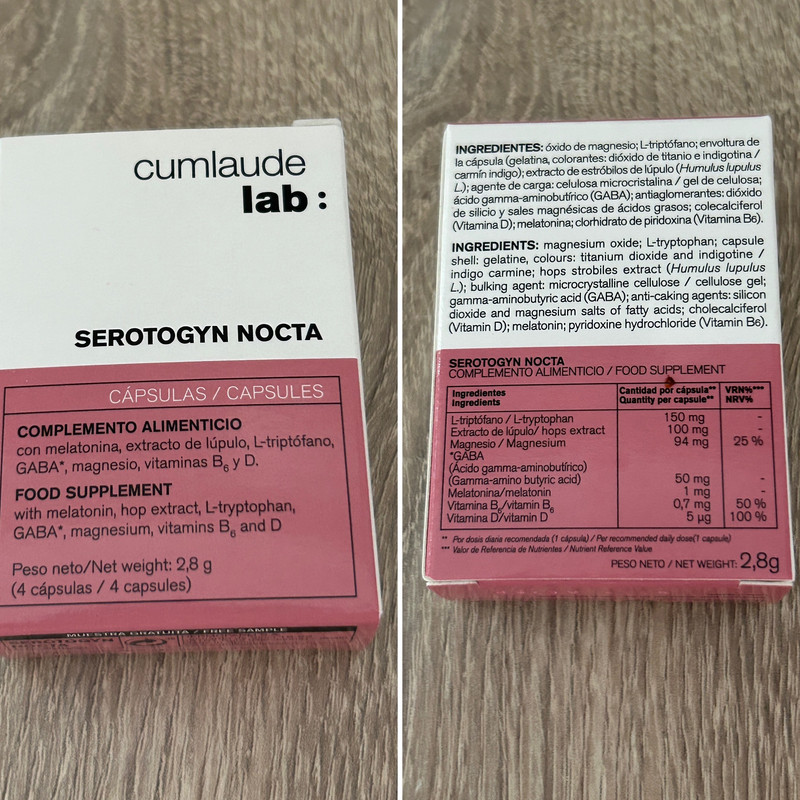 cumlaude
lab:
SEROTOGYN NOCTA
CÁPSULAS / CAPSULES
COMPLEMENTO ALIMENTICIO
con melatonina, extracto de lúpulo, L-triptófano,
GABA*, magnesio, vitaminas B6 y D.
FOOD SUPPLEMENT
with melatonin, hop extract, L-tryptophan,
GABA*, magnesium, vitamins B6 and D
Peso neto/Net weight: 2,8 g
(4 cápsulas / 4 capsules)
MUESTRA GRATUITA / FREE SAMPLE
SEROTOGYN
INGREDIENTES: óxido de magnesio; L-triptófano; envoltura de
la cápsula (gelatina, colorantes: dióxido de titanio e indigotina /
carmín índigo); extracto de estróbilos de lúpulo (Humulus lupulus
L.); agente de carga: celulosa microcristalina / gel de celulosa;
ácido gamma-aminobutírico (GABA); antiaglomerantes: dióxido
de silicio y sales magnésicas de ácidos grasos; colecalciferol
(Vitamina D); melatonina; clorhidrato de piridoxina (Vitamina B6).
INGREDIENTS: magnesium oxide; L-tryptophan; capsule
shell: gelatine, colours: titanium dioxide and indigotine /
indigo carmine; hops strobiles extract (Humulus lupulus
L.); bulking agent: microcrystalline cellulose / cellulose gel;
gamma-aminobutyric acid (GABA); anti-caking agents: silicon
dioxide and magnesium salts of fatty acids; cholecalciferol
(Vitamin D); melatonin; pyridoxine hydrochloride (Vitamin B6).
SEROTOGYN NOCTA
COMPLEMENTO ALIMENTICIO / FOOD SUPPLEMENT
Ingredientes Cantidad por cápsula** VRN%***
Ingredients Quantity per capsule** NRV%
L-triptófano / L-tryptophan 150 mg -
Extracto de lúpulo/ hops extract 100 mg -
Magnesio / Magnesium 94 mg 25 %
*GABA
(Ácido gamma-aminobutírico)
(Gamma-amino butyric acid) 50 mg -
Melatonina/melatonin 1 mg -
Vitamina B6/vitamin B6 0,7 mg 50 %
Vitamina D/vitamin D 5 µg 100 %
** Por dosis diaria recomendada (1 cápsula) / Per recommended daily dose(1 capsule)
*** Valor de Referencia de Nutrientes / Nutrient Reference Value
PESO NETO / NET WEIGHT: 2,8g